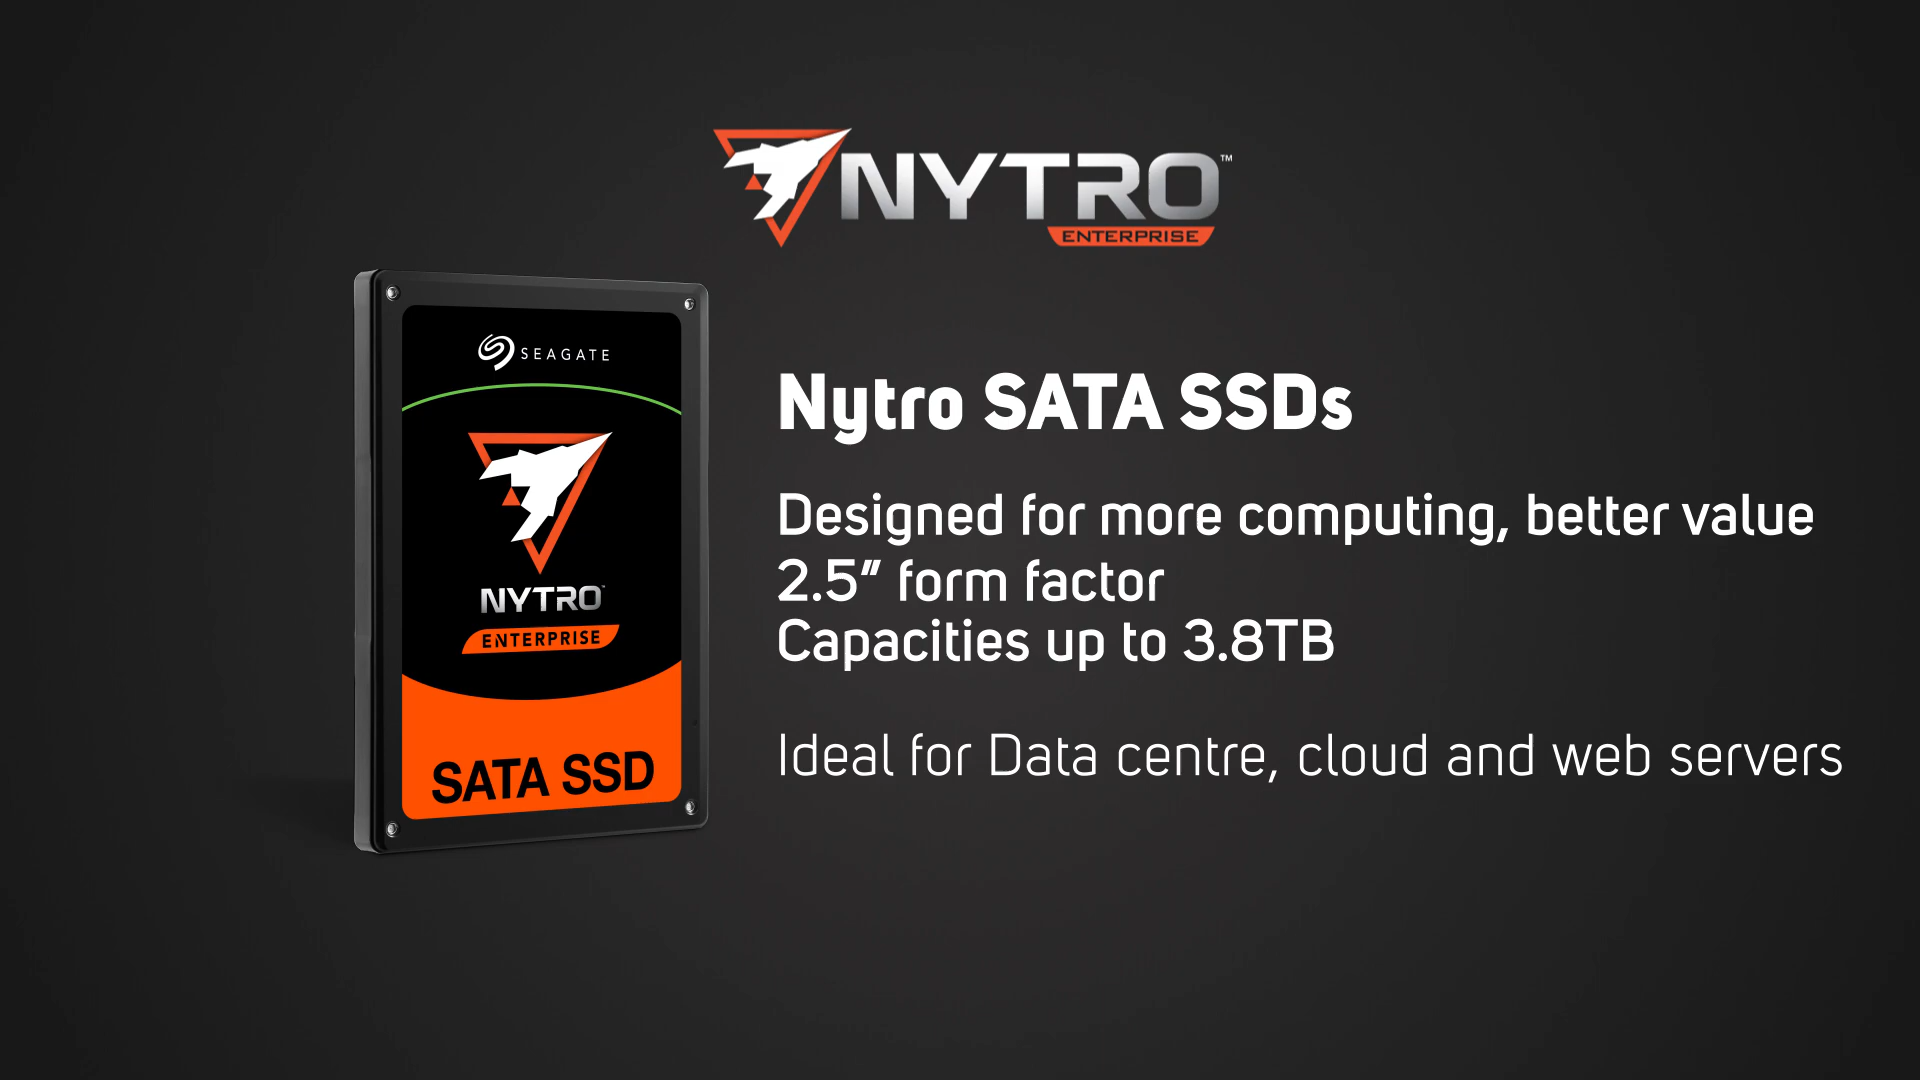 NYTRO™
ENTERPRISE
SEAGATE
NYTRO™
ENTERPRISE
SATA SSD
Nytro SATA SSDs
Designed for more computing, better value
2.5” form factor
Capacities up to 3.8TB
Ideal for Data centre, cloud and web servers